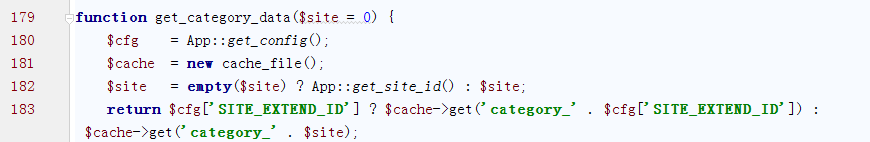 179 function get_category_data($site = 0) {
180 $cfg = App::get_config();
181 $cache = new cache_file();
182 $site = empty($site) ? App::get_site_id() : $site;
183 return $cfg['SITE_EXTEND_ID'] ? $cache->get('category_' . $cfg['SITE_EXTEND_ID']) :
$cache->get('category_' . $site);